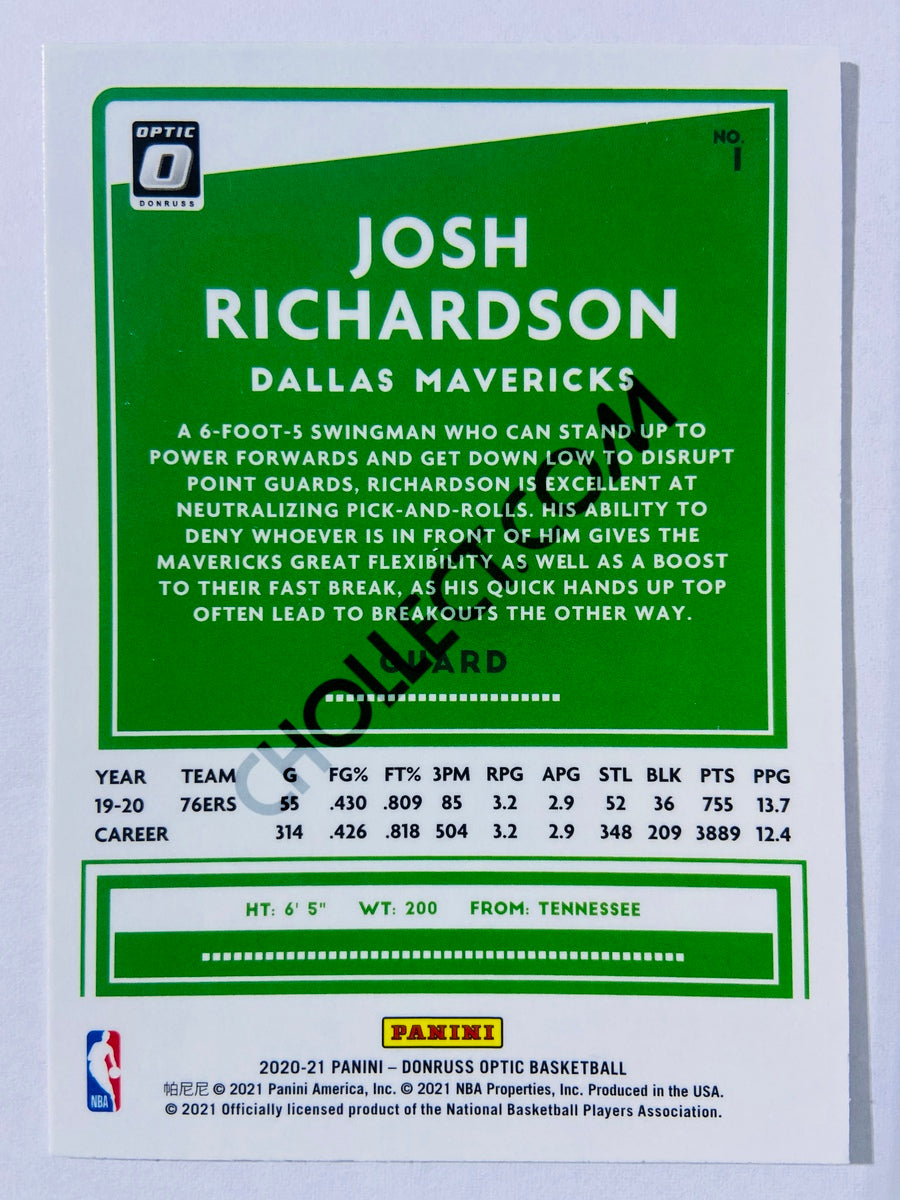 OPTIC
O
DONRUSS
NO.
1
JOSH
RICHARDSON
DALLAS MAVERICKS
A 6-FOOT-5 SWINGMAN WHO CAN STAND UP TO
POWER FORWARDS AND GET DOWN LOW TO DISRUPT
POINT GUARDS, RICHARDSON IS EXCELLENT AT
NEUTRALIZING PICK-AND-ROLLS. HIS ABILITY TO
DENY WHOEVER IS IN FRONT OF HIM GIVES THE
MAVERICKS GREAT FLEXIBILITY AS WELL AS A BOOST
TO THEIR FAST BREAK, AS HIS QUICK HANDS UP TOP
OFTEN LEAD TO BREAKOUTS THE OTHER WAY.
GUARD
CHOLLECT.COM
YEAR TEAM G FG% FT% 3PM RPG APG STL BLK PTS PPG
19-20 76ERS 55 .430 .809 85 3.2 2.9 52 36 755 13.7
CAREER 314 .426 .818 504 3.2 2.9 348 209 3889 12.4
HT: 6' 5" WT: 200 FROM: TENNESSEE
PANINI
NBA
2020-21 PANINI – DONRUSS OPTIC BASKETBALL
帕尼尼 © 2021 Panini America, Inc. © 2021 NBA Properties, Inc. Produced in the USA.
© 2021 Officially licensed product of the National Basketball Players Association.